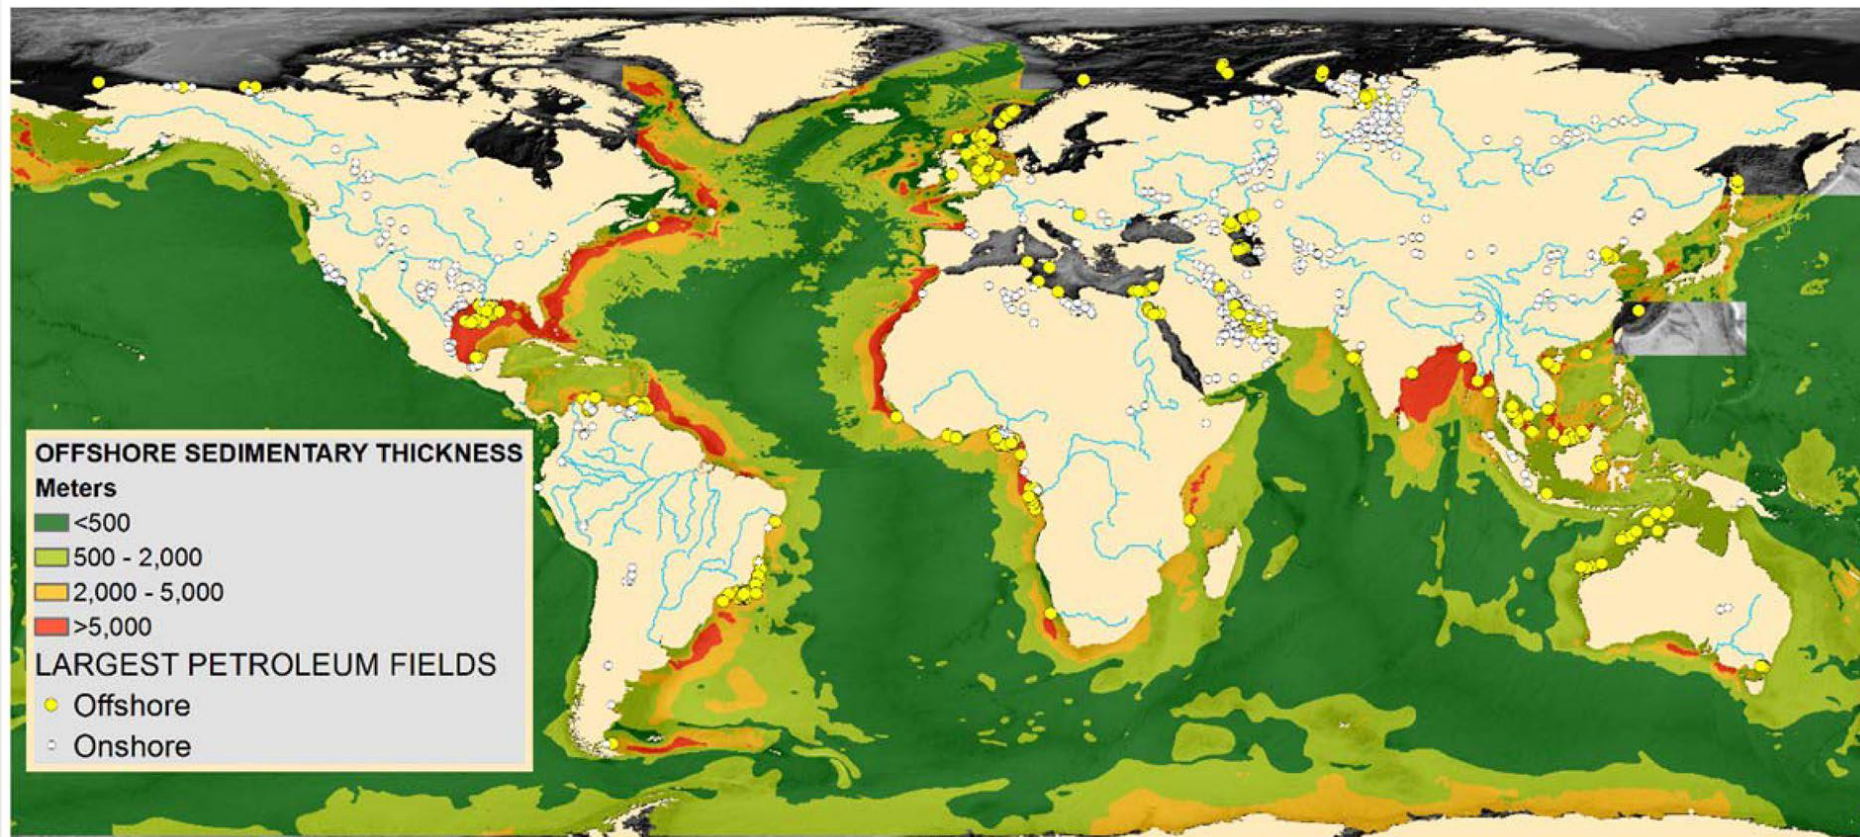 OFFSHORE SEDIMENTARY THICKNESS
Meters
<500
500 - 2,000
2,000 - 5,000
>5,000
LARGEST PETROLEUM FIELDS
Offshore
Onshore